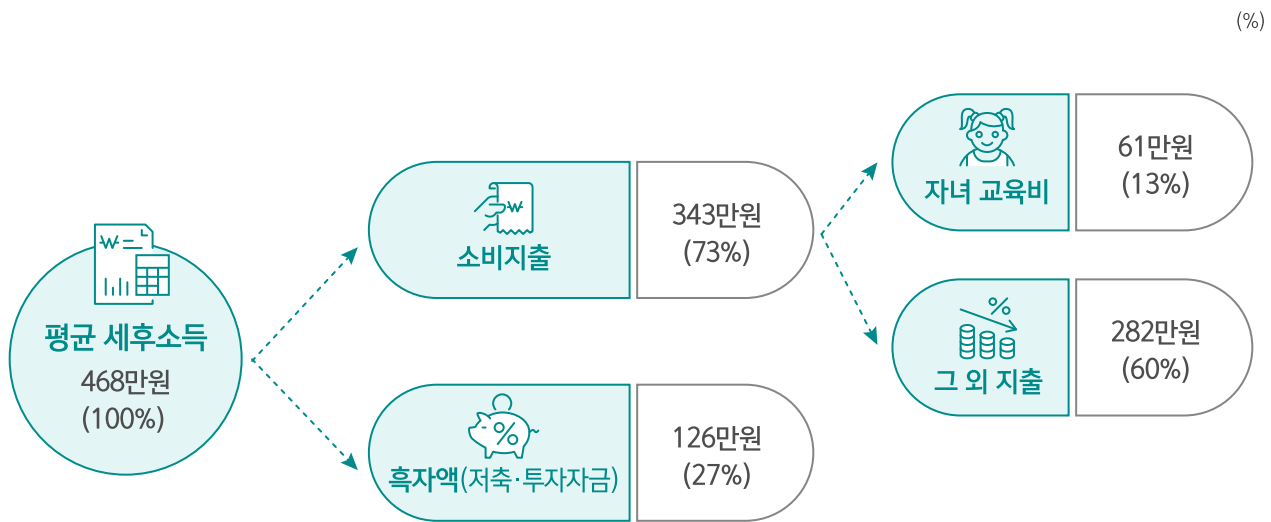 (%)
평균 세후소득
468만원
(100%)
소비지출
343만원
(73%)
흑자액(저축·투자자금)
126만원
(27%)
자녀 교육비
61만원
(13%)
그 외 지출
282만원
(60%)